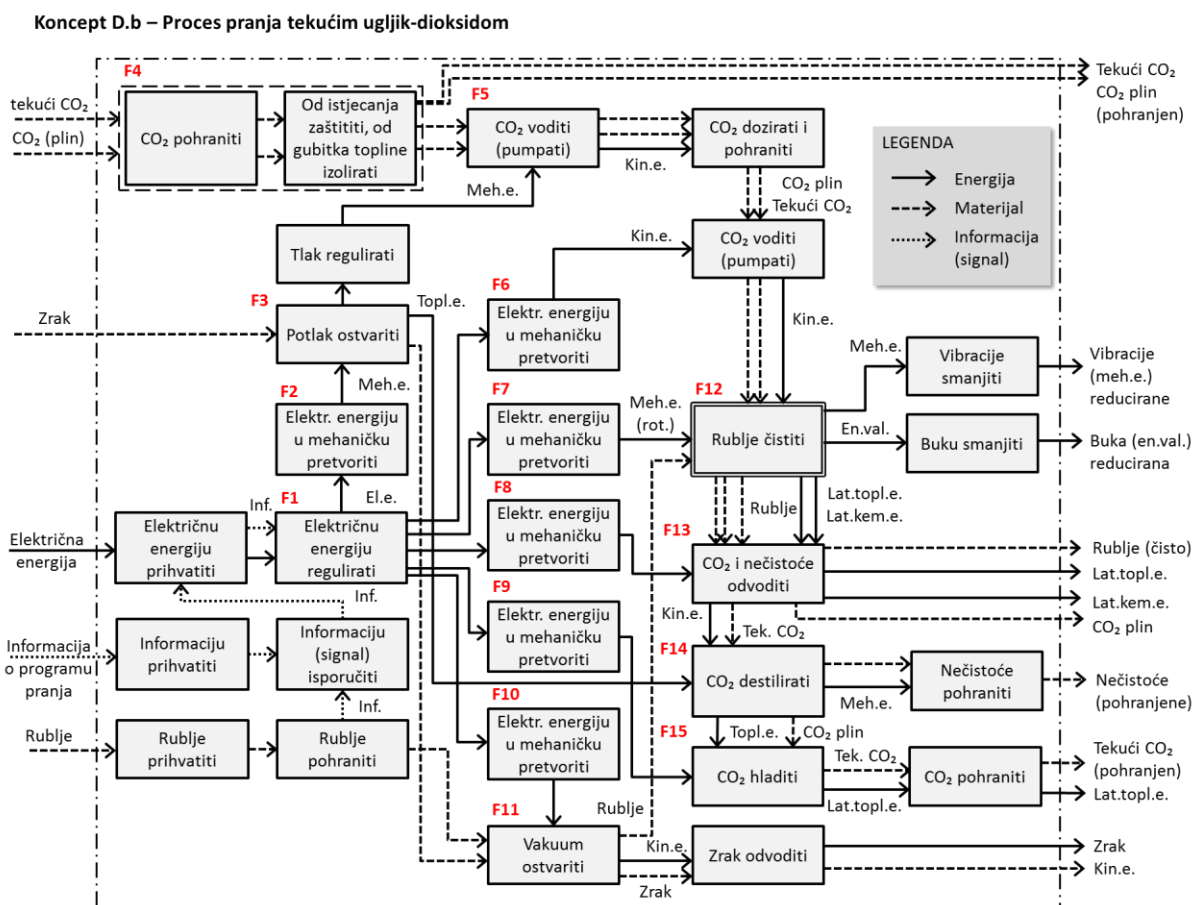 Koncept D.b – Proces pranja tekućim ugljik-dioksidom
F4
tekući CO₂
CO₂ (plin)
CO₂ pohraniti
Od istjecanja
zaštititi, od
gubitka topline
izolirati
F5
CO₂ voditi
(pumpati)
Kin.e.
CO₂ dozirati i
pohraniti
Tekući CO₂
CO₂ plin
(pohranjen)
LEGENDA
Energija
Materijal
Informacija
(signal)
Meh.e.
CO₂ plin
Tekući CO₂
Tlak regulirati
Kin.e.
CO₂ voditi
(pumpati)
Kin.e.
Zrak
F3
Potlak ostvariti
Topl.e.
F6
Elektr. energiju
u mehaničku
pretvoriti
Meh.e.
F2
Elektr. energiju
u mehaničku
pretvoriti
El.e.
F7
Elektr. energiju
u mehaničku
pretvoriti
Meh.e.
(rot.)
F12
Rublje čistiti
Meh.e.
Vibracije
smanjiti
Vibracije
(meh.e.)
reducirane
En.val.
Buku smanjiti
Buka (en.val.)
reducirana
Električna
energija
Električnu
energiju
prihvatiti
Inf.
F1
Električnu
energiju
regulirati
F8
Elektr. energiju
u mehaničku
pretvoriti
Rublje
Lat.topl.e.
Lat.kem.e.
F13
CO₂ i nečistoće
odvoditi
Rublje (čisto)
Lat.topl.e.
Lat.kem.e.
CO₂ plin
Inf.
F9
Elektr. energiju
u mehaničku
pretvoriti
Kin.e.
Tek. CO₂
Informacija
o programu
pranja
Informaciju
prihvatiti
Informaciju
(signal)
isporučiti
Inf.
F14
CO₂ destilirati
Meh.e.
Nečistoće
pohraniti
Nečistoće
(pohranjene)
F10
Elektr. energiju
u mehaničku
pretvoriti
Rublje
Rublje
prihvatiti
Rublje
pohraniti
Topl.e.
CO₂ plin
F15
CO₂ hladiti
Tek. CO₂
Lat.topl.e.
CO₂ pohraniti
Tekući CO₂
(pohranjen)
Lat.topl.e.
F11
Rublje
Vakuum
ostvariti
Kin.e.
Zrak
Zrak odvoditi
Zrak
Kin.e.